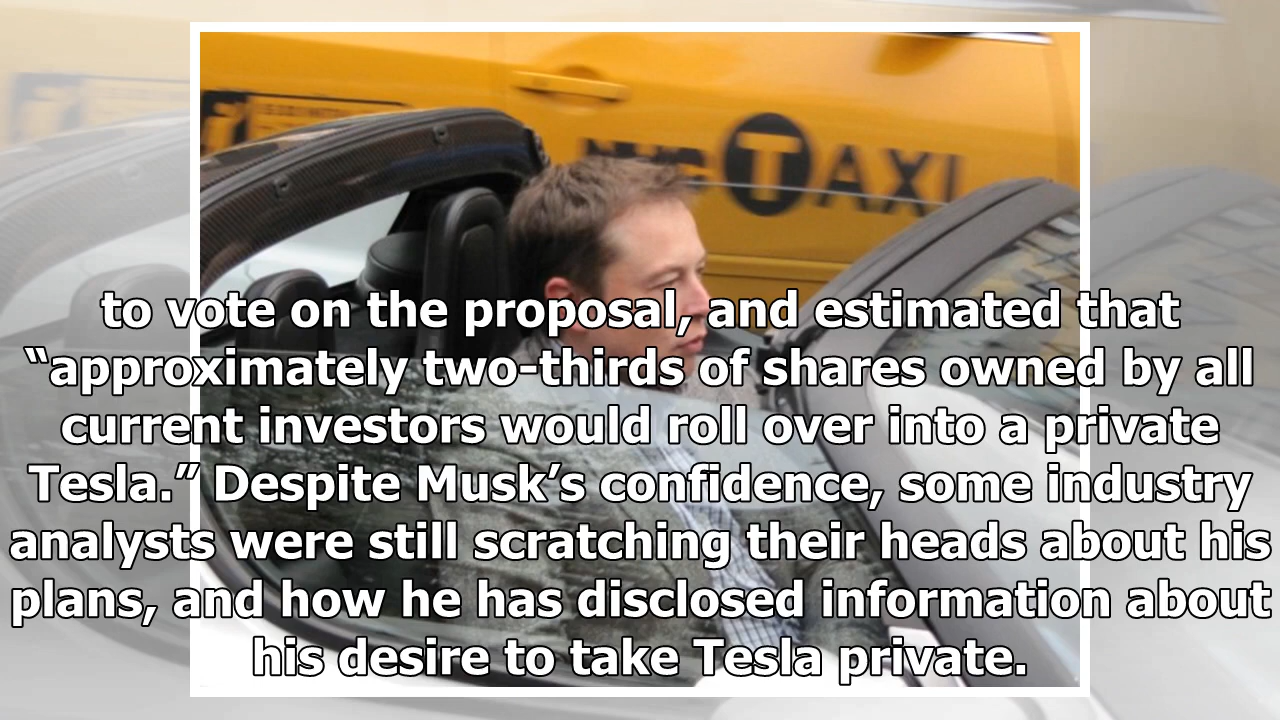 NYC TAXI
to vote on the proposal, and estimated that
“approximately two-thirds of shares owned by all
current investors would roll over into a private
Tesla.” Despite Musk’s confidence, some industry
analysts were still scratching their heads about his
plans, and how he has disclosed information about
his desire to take Tesla private.